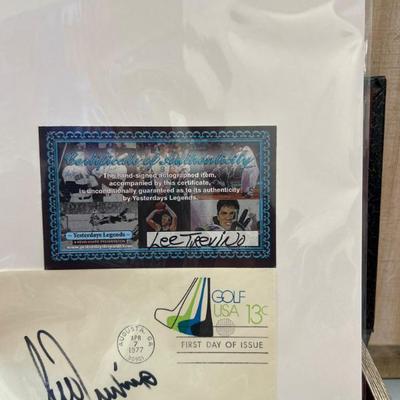 Certificate of Authenticity
The hand-signed autographed item,
accompanied by this certificate,
is unconditionally guaranteed as to its authenticity
by Yesterdays Legends.
Yesterdays Legends
Lee Trevino
AUGUSTA, GA
APR
7
1977
GOLF
USA 13c
FIRST DAY OF ISSUE